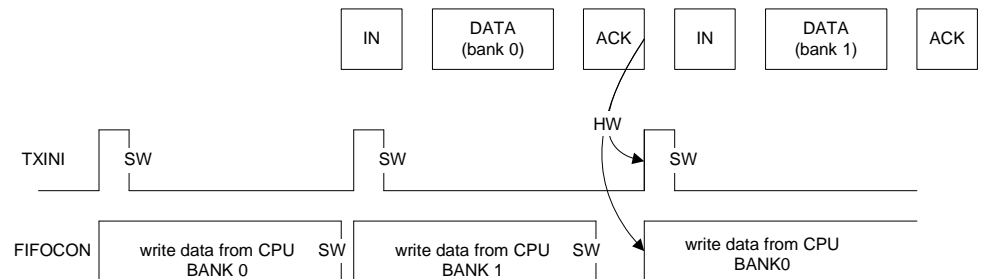 IN
DATA
(bank 0)
ACK
IN
DATA
(bank 1)
ACK
HW
TXINI
SW
SW
SW
FIFOCON
write data from CPU
BANK 0
SW
write data from CPU
BANK 1
SW
write data from CPU
BANK0